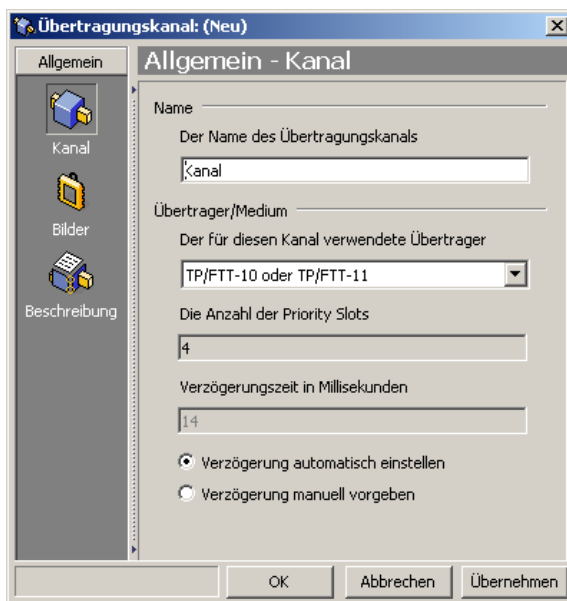 Übertragungskanal: (Neu)
Allgemein
Allgemein - Kanal
Kanal
Bilder
Beschreibung
Name
Der Name des Übertragungskanals
Kanal
Übertrager/Medium
Der für diesen Kanal verwendete Übertrager
TP/FTT-10 oder TP/FTT-11
Die Anzahl der Priority Slots
4
Verzögerungszeit in Millisekunden
14
Verzögerung automatisch einstellen
Verzögerung manuell vorgeben
OK
Abbrechen
Übernehmen